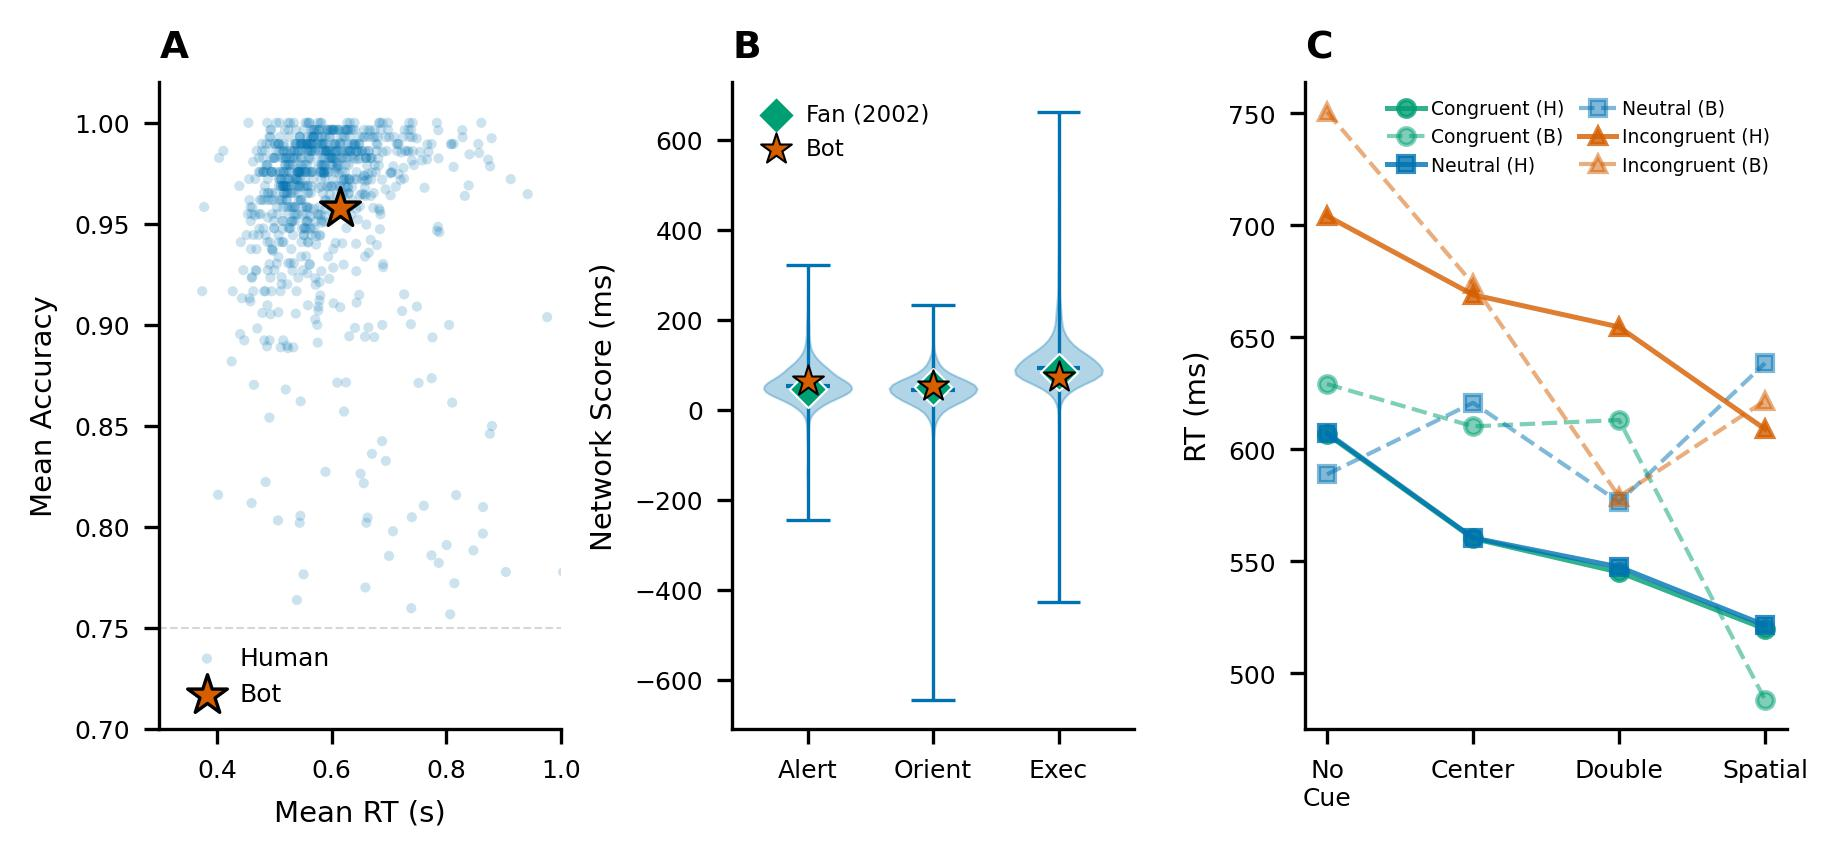 A
Mean Accuracy
1.00
0.95
0.90
0.85
0.80
0.75
0.70
Human
Bot
0.4
0.6
0.8
1.0
Mean RT (s)
B
Network Score (ms)
600
400
200
0
−200
−400
−600
Fan (2002)
Bot
Alert
Orient
Exec
C
RT (ms)
750
700
650
600
550
500
Congruent (H)
Congruent (B)
Neutral (H)
Neutral (B)
Incongruent (H)
Incongruent (B)
No
Cue
Center
Double
Spatial